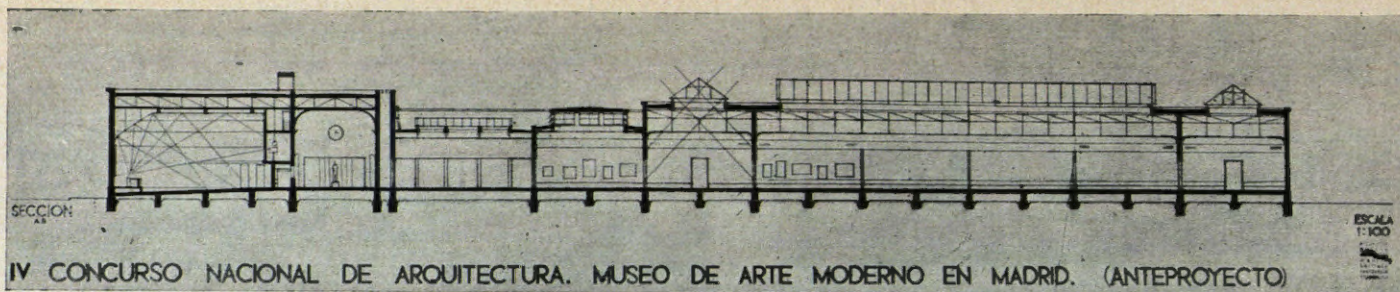 SECCION
A B
ESCALA
1:100
IV CONCURSO NACIONAL DE ARQUITECTURA. MUSEO DE ARTE MODERNO EN MADRID. (ANTEPROYECTO)